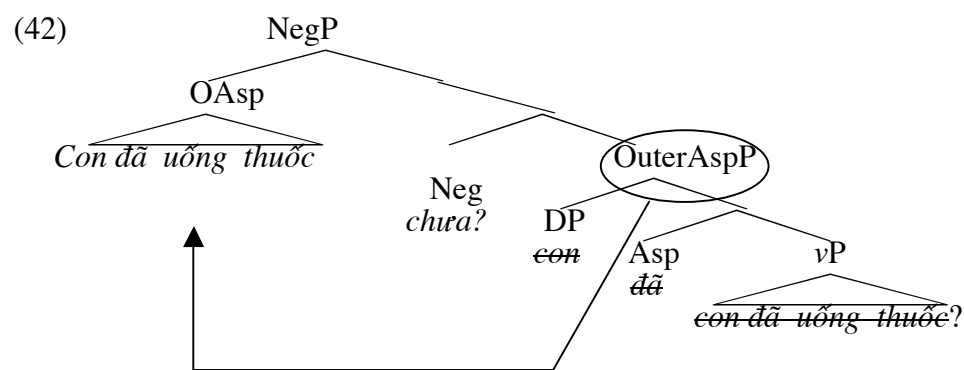 (42) NegP
OAsp
Con đã uống thuốc OuterAspP
Neg
chưa? DP
con Asp vP
đã
con đã uống thuốc?